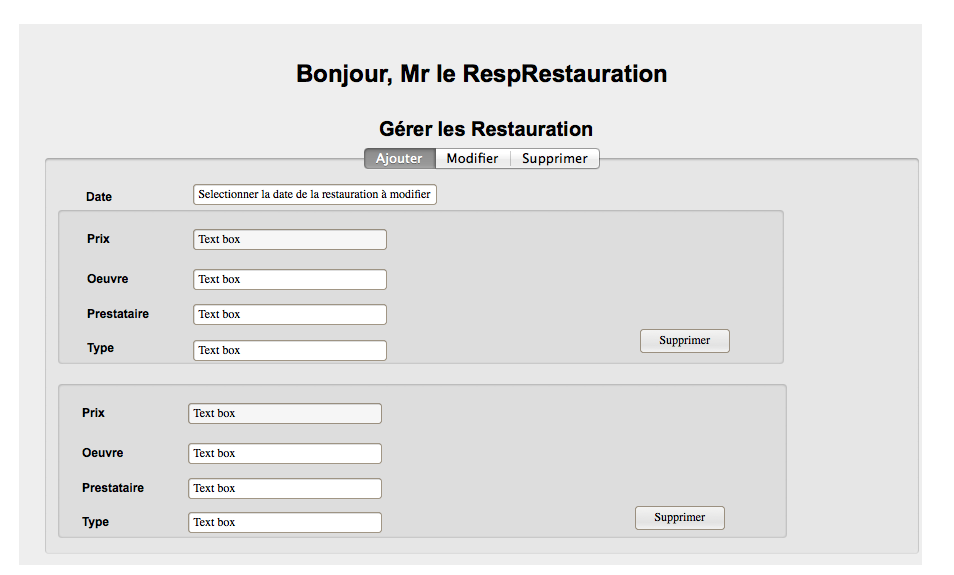 Bonjour, Mr le RespRestauration
Gérer les Restauration
Ajouter Modifier Supprimer
Date Selectionner la date de la restauration à modifier
Prix Text box
Oeuvre Text box
Prestataire Text box
Supprimer
Type Text box
Prix Text box
Oeuvre Text box
Prestataire Text box
Supprimer
Type Text box